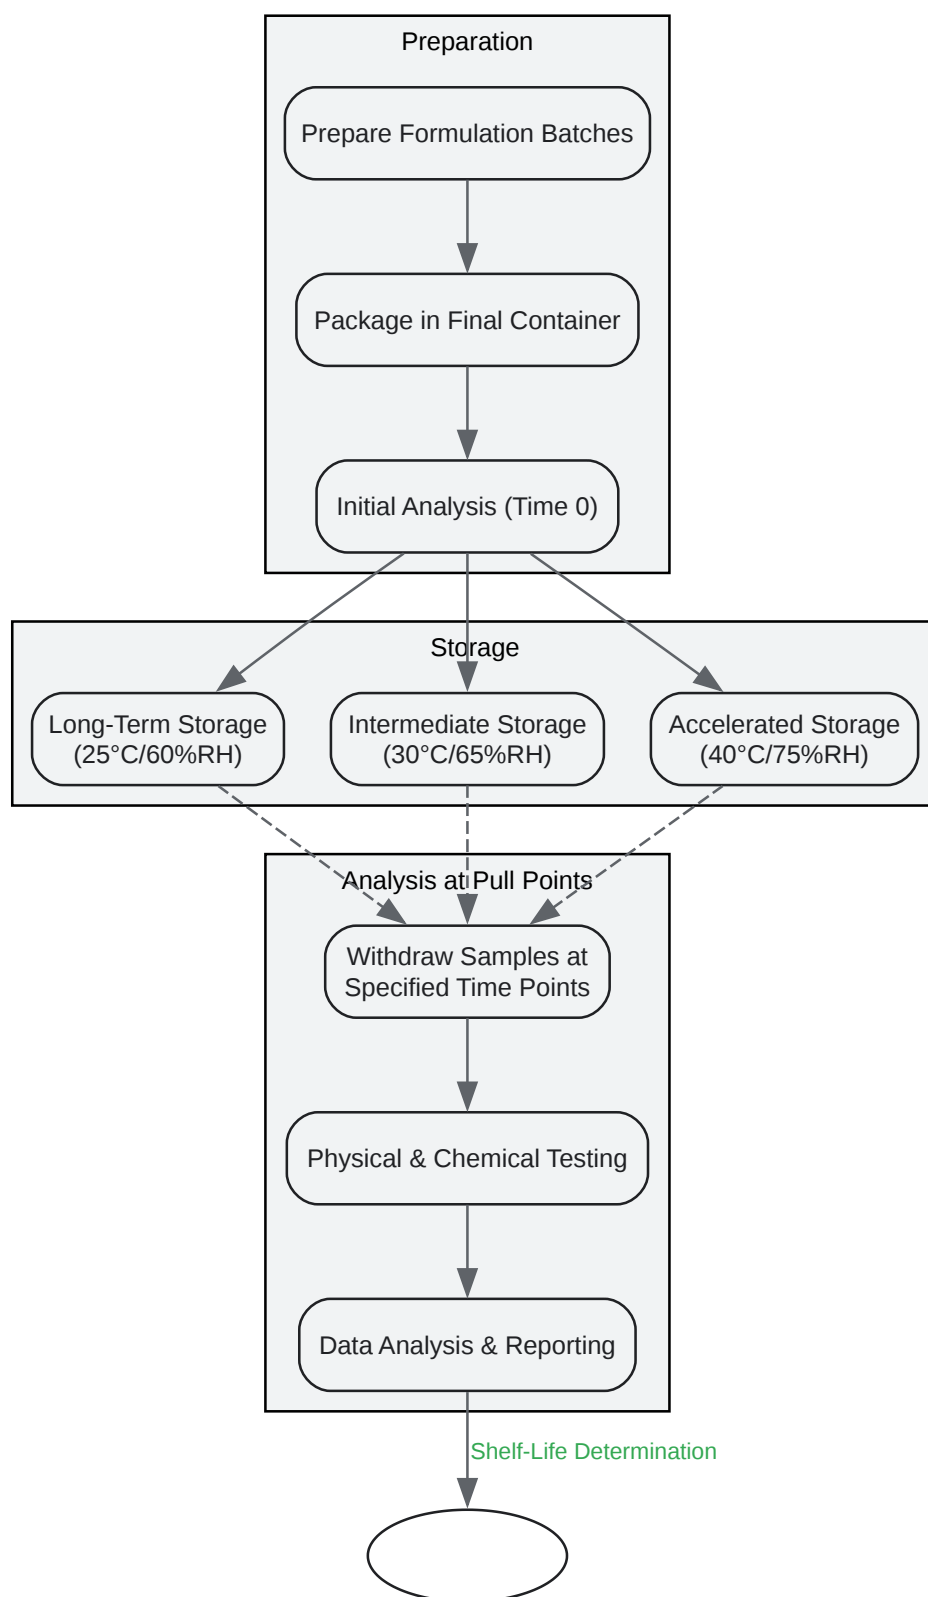 Preparation
Prepare Formulation Batches
Package in Final Container
Initial Analysis (Time 0)
Storage
Long-Term Storage
(25°C/60%RH)
Intermediate Storage
(30°C/65%RH)
Accelerated Storage
(40°C/75%RH)
Analysis at Pull Points
Withdraw Samples at
Specified Time Points
Physical & Chemical Testing
Data Analysis & Reporting
Shelf-Life Determination